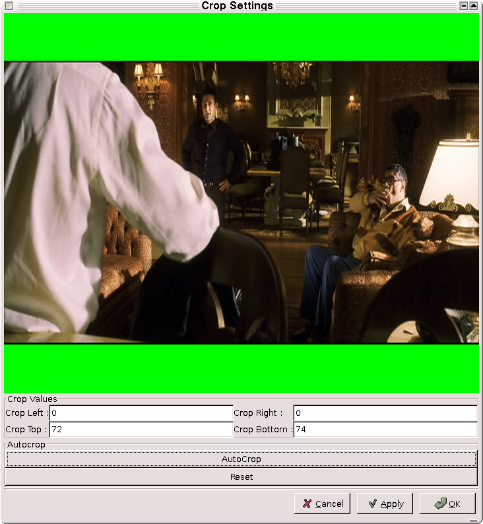 Crop Settings
Crop Values
Crop Left : 0 Crop Right : 0
Crop Top : 72 Crop Bottom : 74
Autocrop
AutoCrop
Reset
Cancel Apply OK